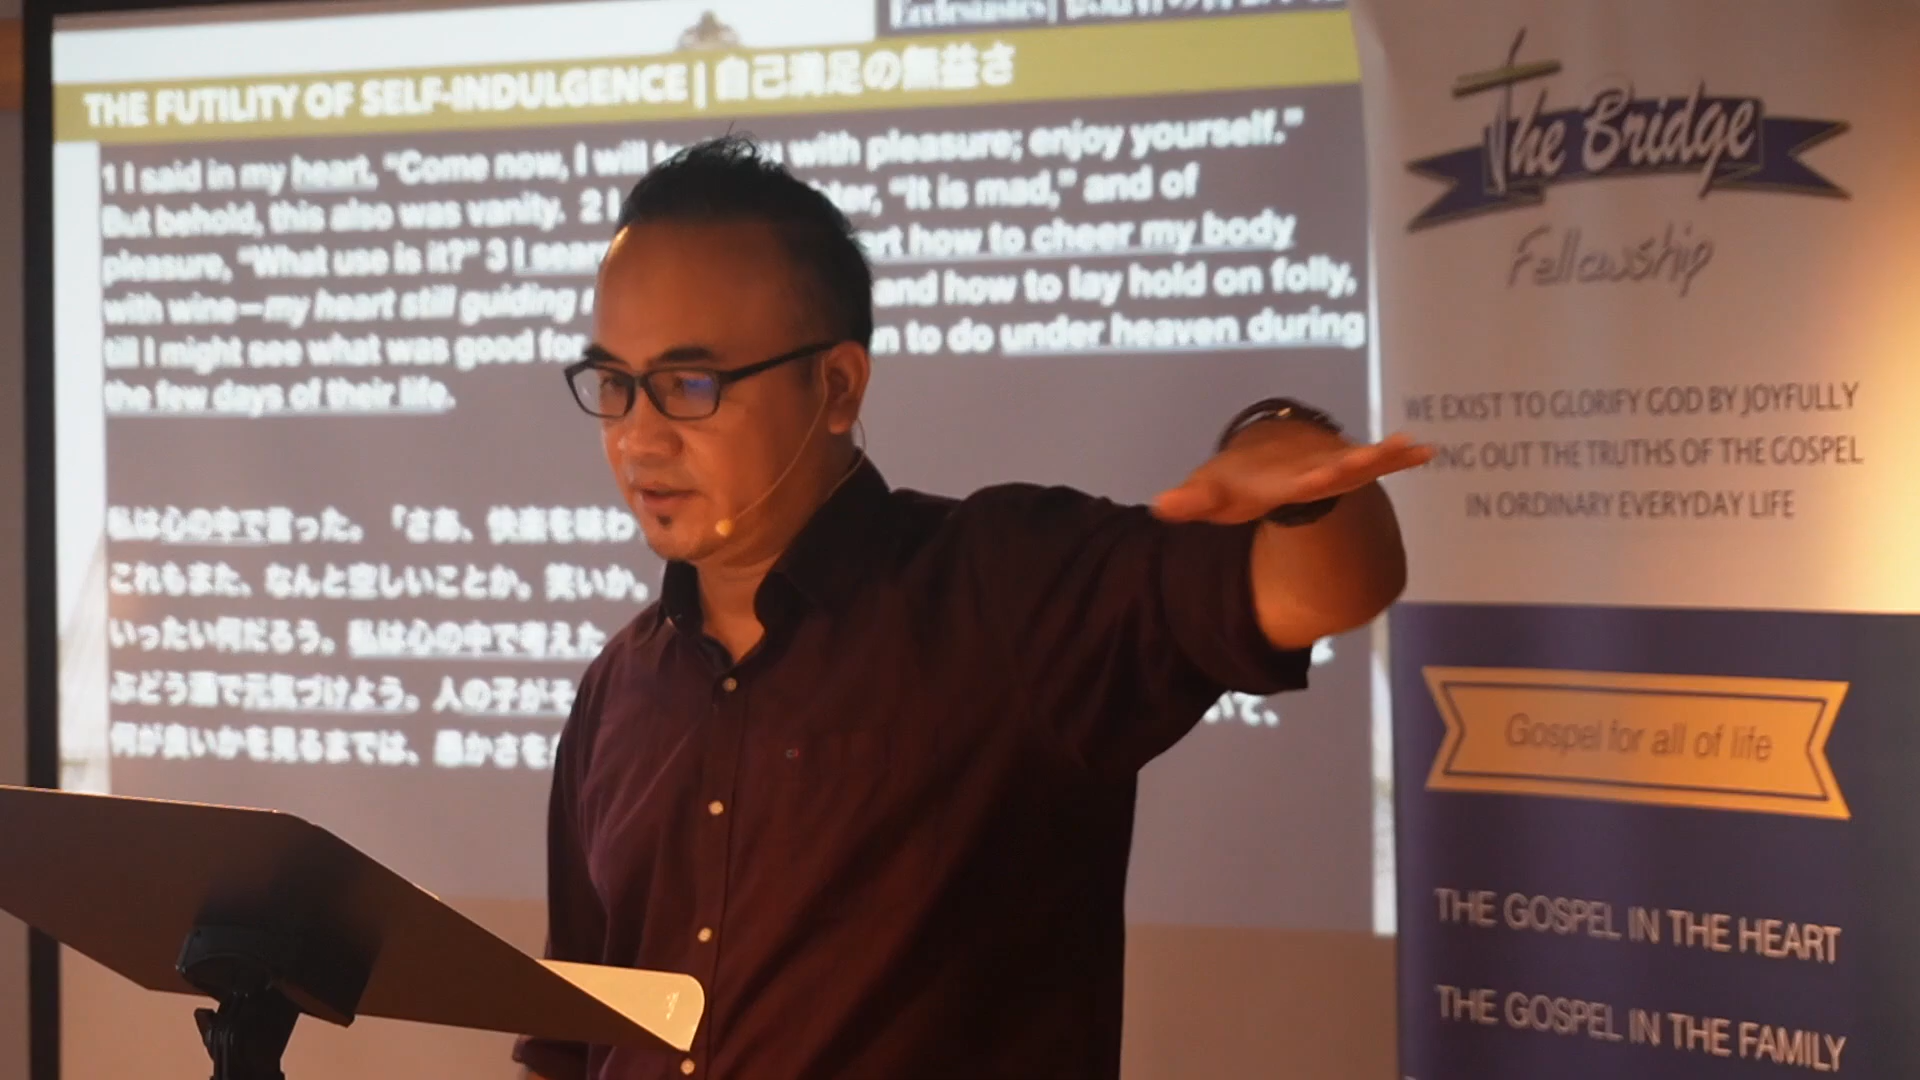 Ecclesiastes |
THE FUTILITY OF SELF-INDULGENCE | 自己満足の無益さ
1 I said in my heart, “Come now, I will with pleasure; enjoy yourself.”
But behold, this also was vanity. 2 I “It is mad,” and of
pleasure, “What use is it?” 3 I how to cheer my body
with wine—my heart still guiding and how to lay hold on folly,
till I might see what was good for to do under heaven during
the few days of their life.
私は心の中で言った。「さあ、快楽を味わ
これもまた、なんと空しいことか。笑いか。
いったい何だろう。私は心の中で考えた
ぶどう酒で元気づけよう。人の子がそ
いて、
何が良いかを見るまでは、愚かさを
The Bridge
Fellowship
WE EXIST TO GLORIFY GOD BY JOYFULLY
OUT THE TRUTHS OF THE GOSPEL
IN ORDINARY EVERYDAY LIFE
Gospel for all of life
THE GOSPEL IN THE HEART
THE GOSPEL IN THE FAMILY